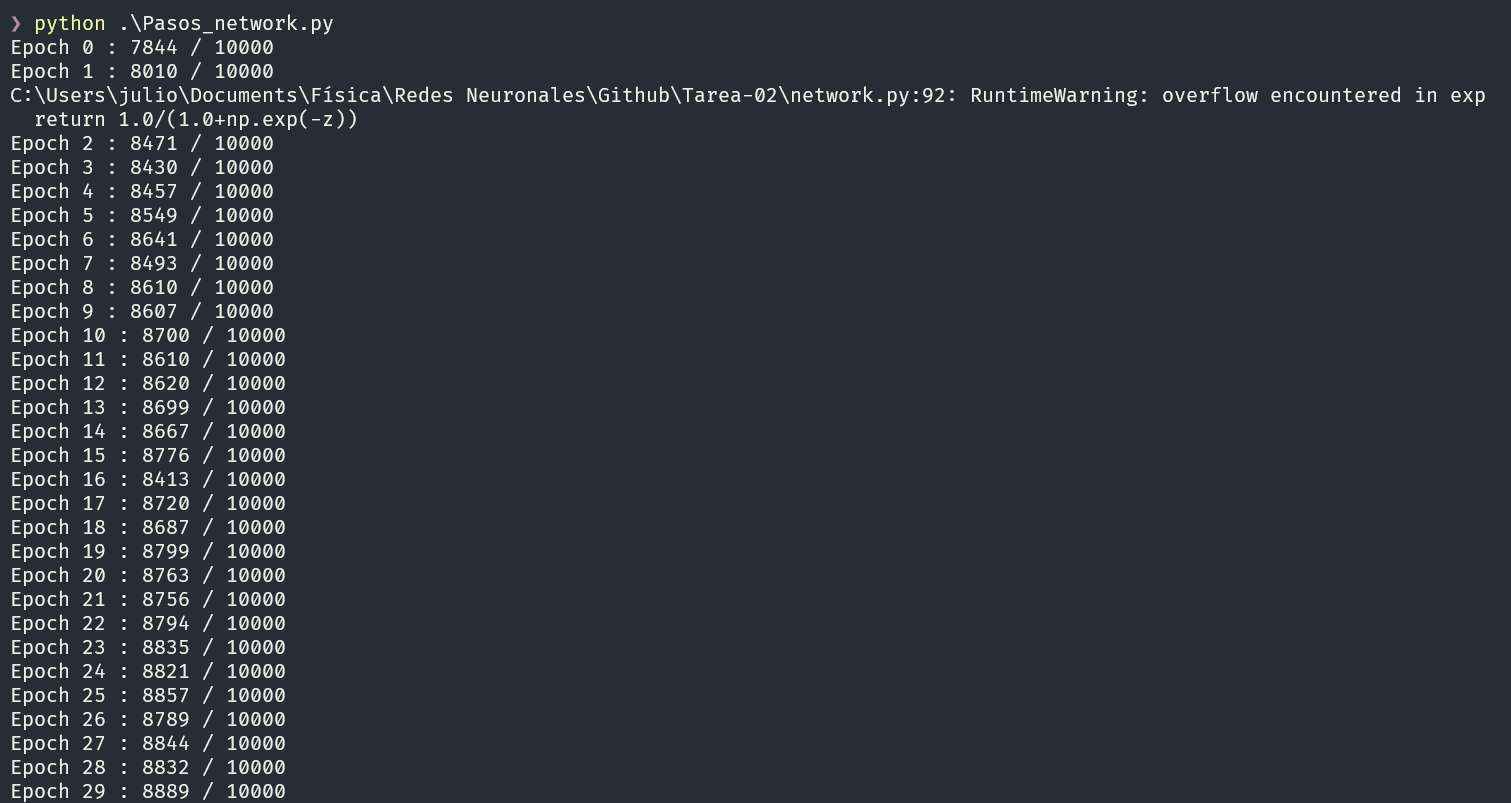 ❯ python .\Pasos_network.py
Epoch 0 : 7844 / 10000
Epoch 1 : 8010 / 10000
C:\Users\julio\Documents\Física\Redes Neuronales\Github\Tarea-02\network.py:92: RuntimeWarning: overflow encountered in exp
  return 1.0/(1.0+np.exp(-z))
Epoch 2 : 8471 / 10000
Epoch 3 : 8430 / 10000
Epoch 4 : 8457 / 10000
Epoch 5 : 8549 / 10000
Epoch 6 : 8641 / 10000
Epoch 7 : 8493 / 10000
Epoch 8 : 8610 / 10000
Epoch 9 : 8607 / 10000
Epoch 10 : 8700 / 10000
Epoch 11 : 8610 / 10000
Epoch 12 : 8620 / 10000
Epoch 13 : 8699 / 10000
Epoch 14 : 8667 / 10000
Epoch 15 : 8776 / 10000
Epoch 16 : 8413 / 10000
Epoch 17 : 8720 / 10000
Epoch 18 : 8687 / 10000
Epoch 19 : 8799 / 10000
Epoch 20 : 8763 / 10000
Epoch 21 : 8756 / 10000
Epoch 22 : 8794 / 10000
Epoch 23 : 8835 / 10000
Epoch 24 : 8821 / 10000
Epoch 25 : 8857 / 10000
Epoch 26 : 8789 / 10000
Epoch 27 : 8844 / 10000
Epoch 28 : 8832 / 10000
Epoch 29 : 8889 / 10000